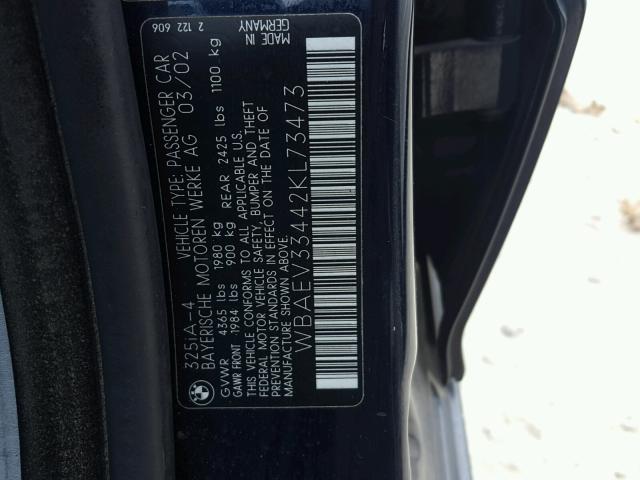 325iA-4 VEHICLE TYPE: PASSENGER CAR 2 122 606
BAYERISCHE MOTOREN WERKE AG 03/02
GVWR 4365 lbs 1980 kg REAR 2425 lbs 1100 kg
GAWR FRONT 1984 lbs 900 kg
THIS VEHICLE CONFORMS TO ALL APPLICABLE U.S.
FEDERAL MOTOR VEHICLE SAFETY, BUMPER AND THEFT
PREVENTION STANDARDS IN EFFECT ON THE DATE OF
MANUFACTURE SHOWN ABOVE.
MADE IN
GERMANY
WBAEV33442KL73473